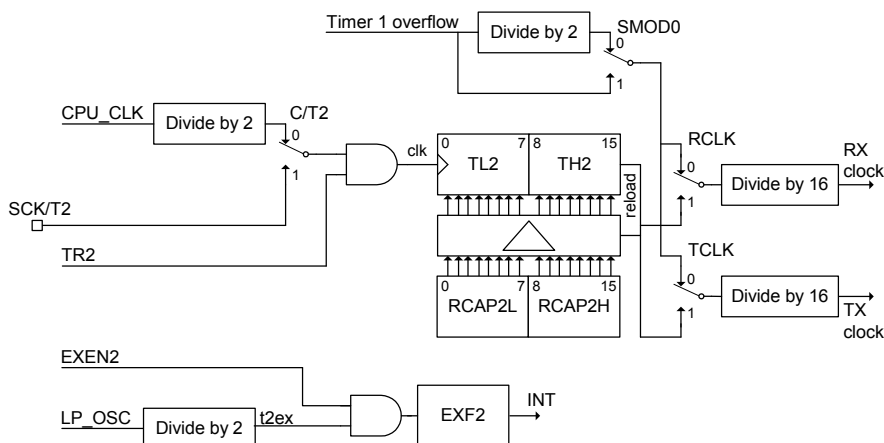 Timer 1 overflow
Divide by 2
SMOD0
0
1
CPU_CLK
Divide by 2
C/T2
0
1
clk
0 7 8 15
TL2 TH2
reload
RCLK
0
1
Divide by 16
RX
clock
SCK/T2
TR2
TCLK
0
1
Divide by 16
TX
clock
0 7 8 15
RCAP2L RCAP2H
EXEN2
LP_OSC
Divide by 2
t2ex
EXF2
INT